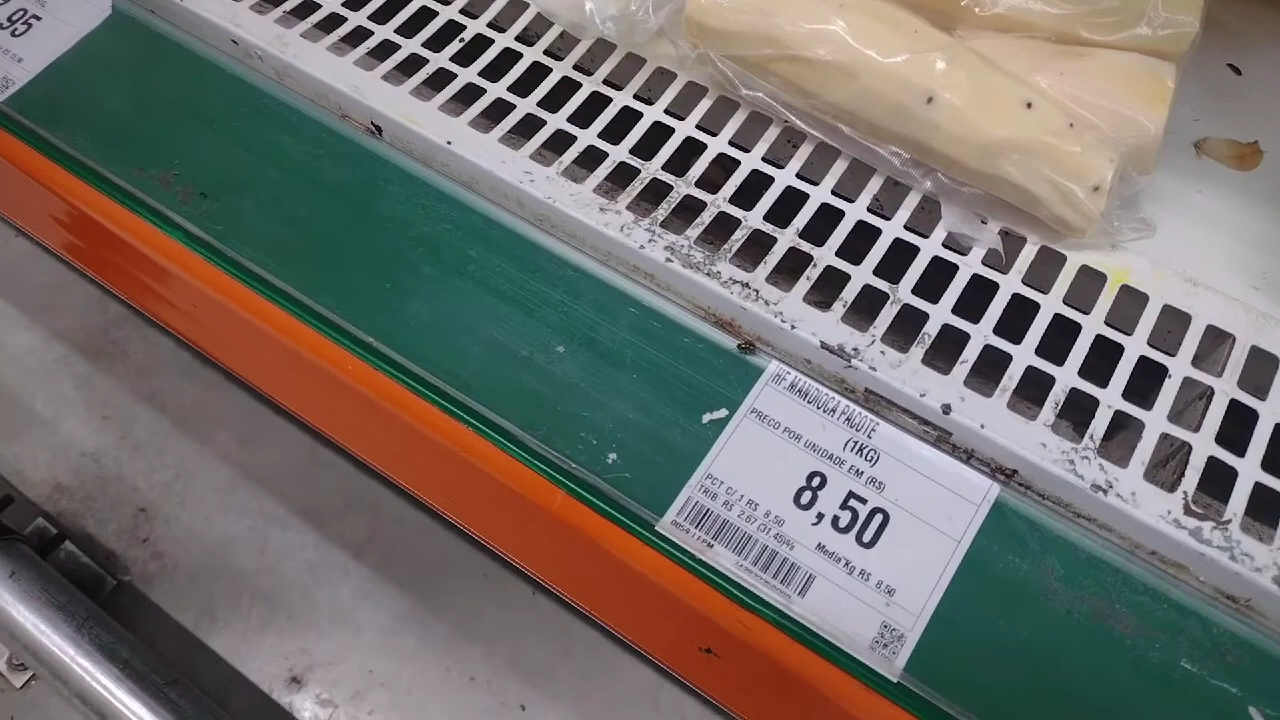 ,95
HF.MANDIOCA PACOTE
(1KG)
PREÇO POR UNIDADE EM (R$)
8,50
PCT C/ 1 R$ 8,50
TRIB: R$ 2,67 (31,45)%
Media Kg R$ 8,50